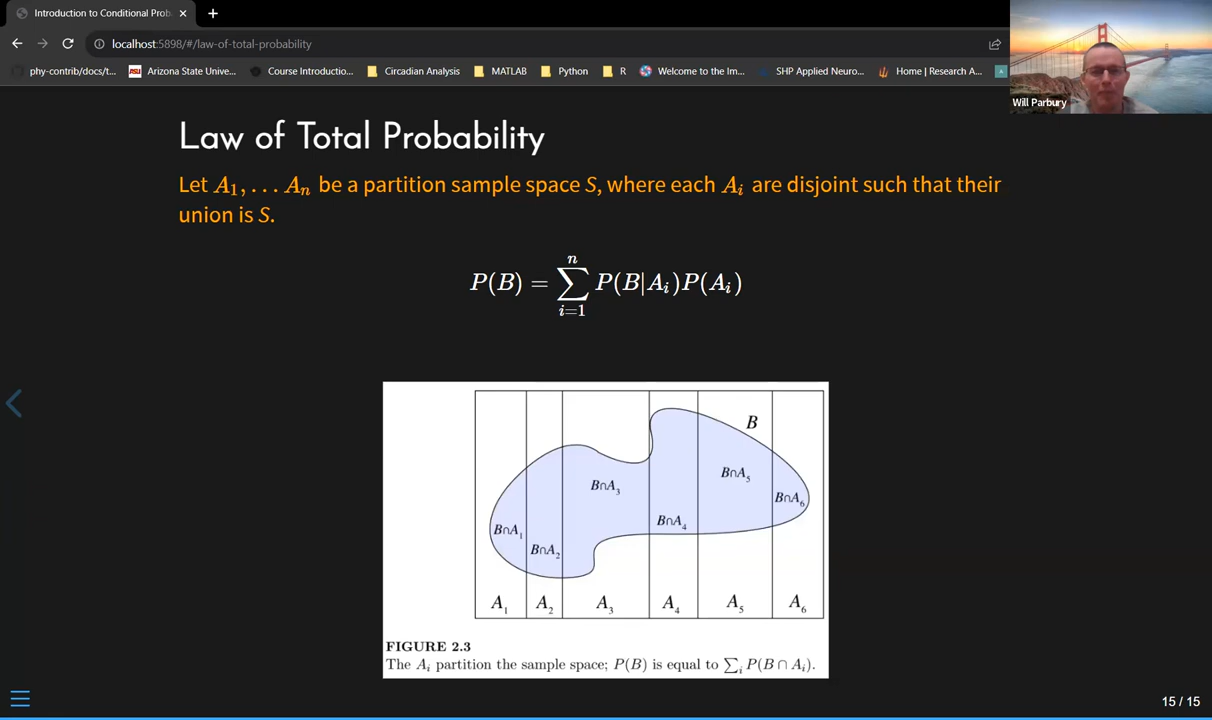 Introduction to Conditional Prob
localhost:5898/#/law-of-total-probability
phy-contrib/docs/t... Arizona State Unive... Course Introductio... Circadian Analysis MATLAB Python R Welcome to the Im... SHP Applied Neuro... Home | Research A...
Will Parbury
Law of Total Probability
Let A₁, . . . Aₙ be a partition sample space S, where each Aᵢ are disjoint such that their
union is S.
P(B) = ∑ⁿᵢ₌₁ P(B|Aᵢ)P(Aᵢ)
B
B∩A₁
B∩A₂
B∩A₃
B∩A₄
B∩A₅
B∩A₆
A₁ A₂ A₃ A₄ A₅ A₆
FIGURE 2.3
The Aᵢ partition the sample space; P(B) is equal to ∑ᵢ P(B ∩ Aᵢ).
15 / 15